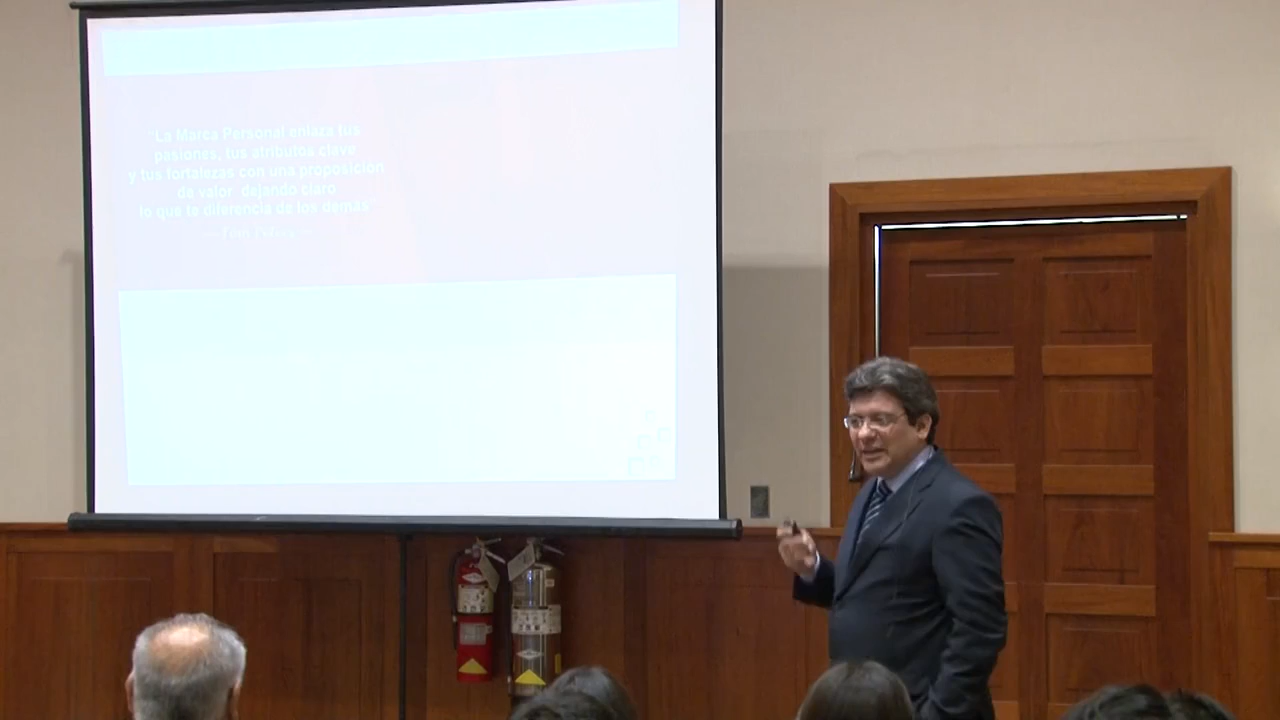 "La Marca Personal enlaza tus
pasiones, tus atributos clave
y tus fortalezas con una proposición
de valor dejando claro
lo que te diferencia de los demás"